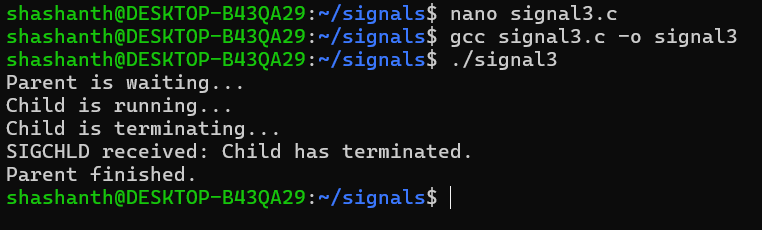 shashanth@DESKTOP-B43QA29:~/signals$ nano signal3.c
shashanth@DESKTOP-B43QA29:~/signals$ gcc signal3.c -o signal3
shashanth@DESKTOP-B43QA29:~/signals$ ./signal3
Parent is waiting...
Child is running...
Child is terminating...
SIGCHLD received: Child has terminated.
Parent finished.
shashanth@DESKTOP-B43QA29:~/signals$